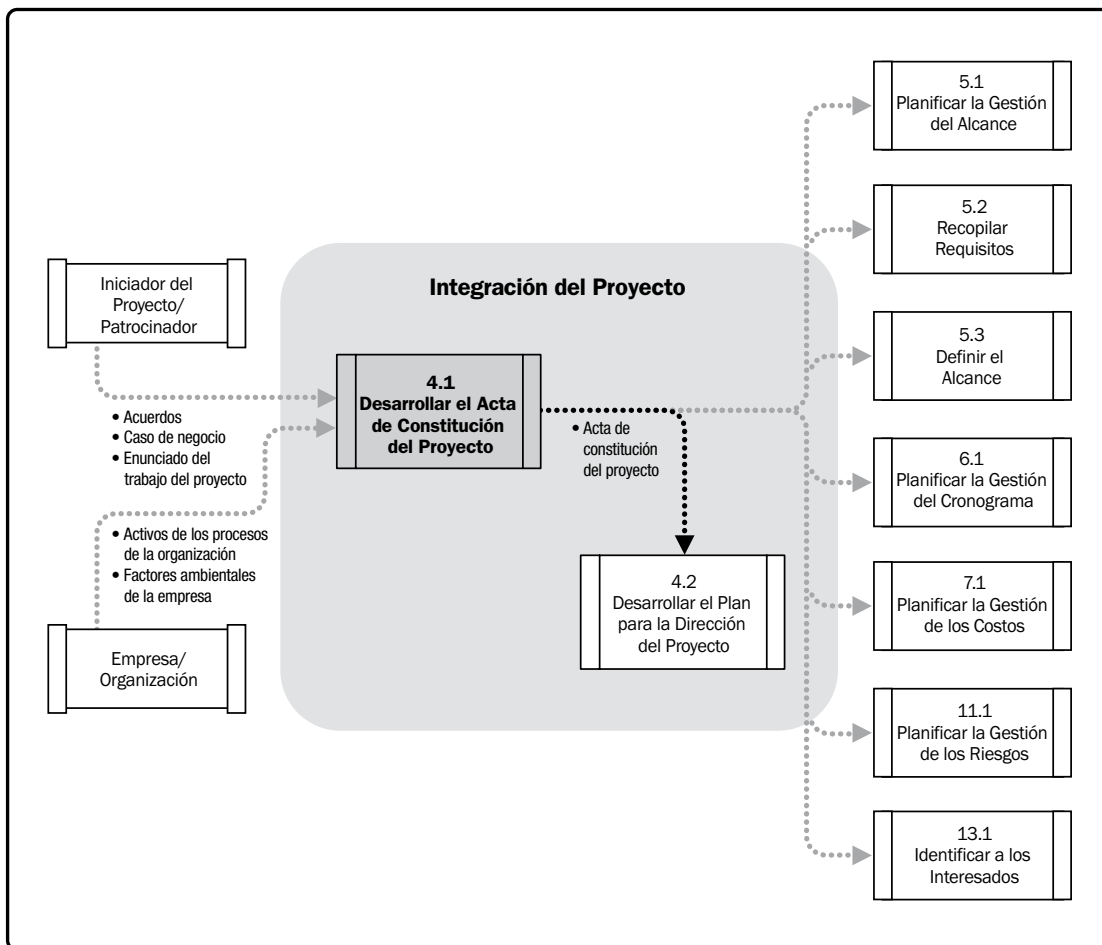 Iniciador del
Proyecto/
Patrocinador
• Acuerdos
• Caso de negocio
• Enunciado del
trabajo del proyecto
• Activos de los procesos
de la organización
• Factores ambientales
de la empresa
Empresa/
Organización
Integración del Proyecto
4.1
Desarrollar el Acta
de Constitución
del Proyecto
• Acta de
constitución
del proyecto
4.2
Desarrollar el Plan
para la Dirección
del Proyecto
5.1
Planificar la Gestión
del Alcance
5.2
Recopilar
Requisitos
5.3
Definir el
Alcance
6.1
Planificar la Gestión
del Cronograma
7.1
Planificar la Gestión
de los Costos
11.1
Planificar la Gestión
de los Riesgos
13.1
Identificar a los
Interesados